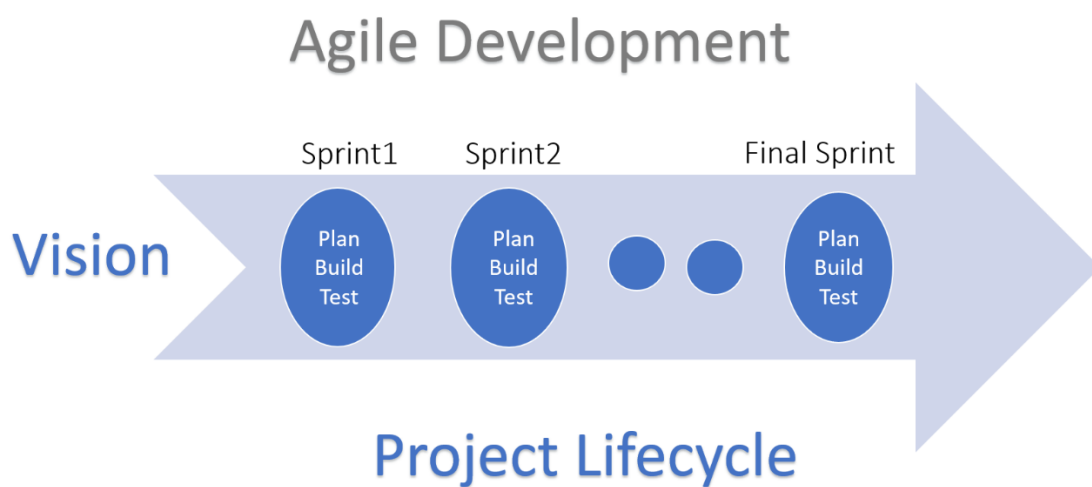 Agile Development
Sprint1
Sprint2
Final Sprint
Vision
Plan
Build
Test
Plan
Build
Test
Plan
Build
Test
Project Lifecycle